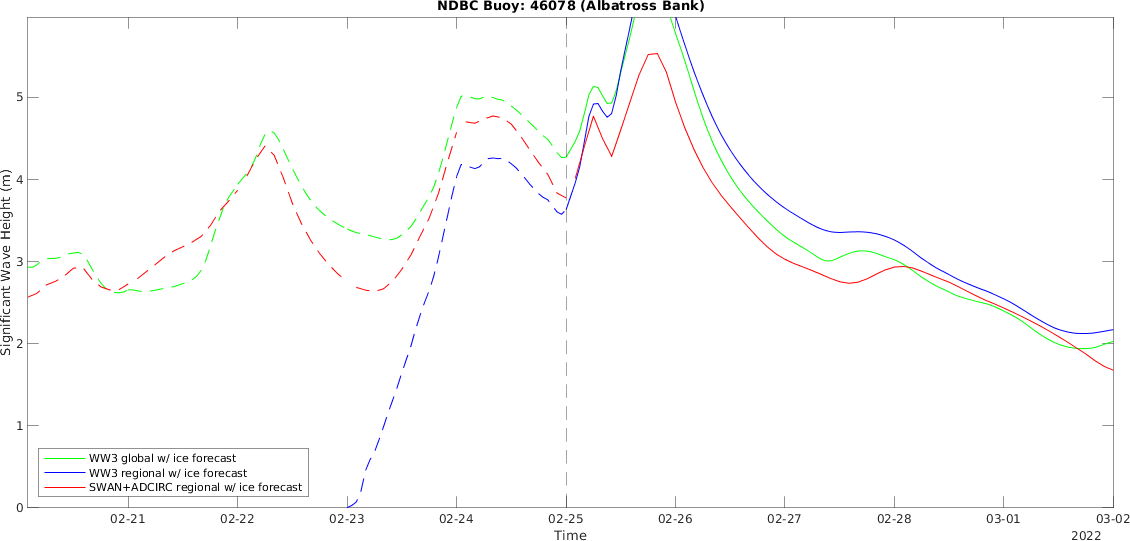 NDBC Buoy: 46078 (Albatross Bank)
Significant Wave Height (m)
5
4
3
2
1
0
WW3 global w/ ice forecast
WW3 regional w/ ice forecast
SWAN+ADCIRC regional w/ ice forecast
02-21 02-22 02-23 02-24 02-25 02-26 02-27 02-28 03-01 03-02
Time 2022